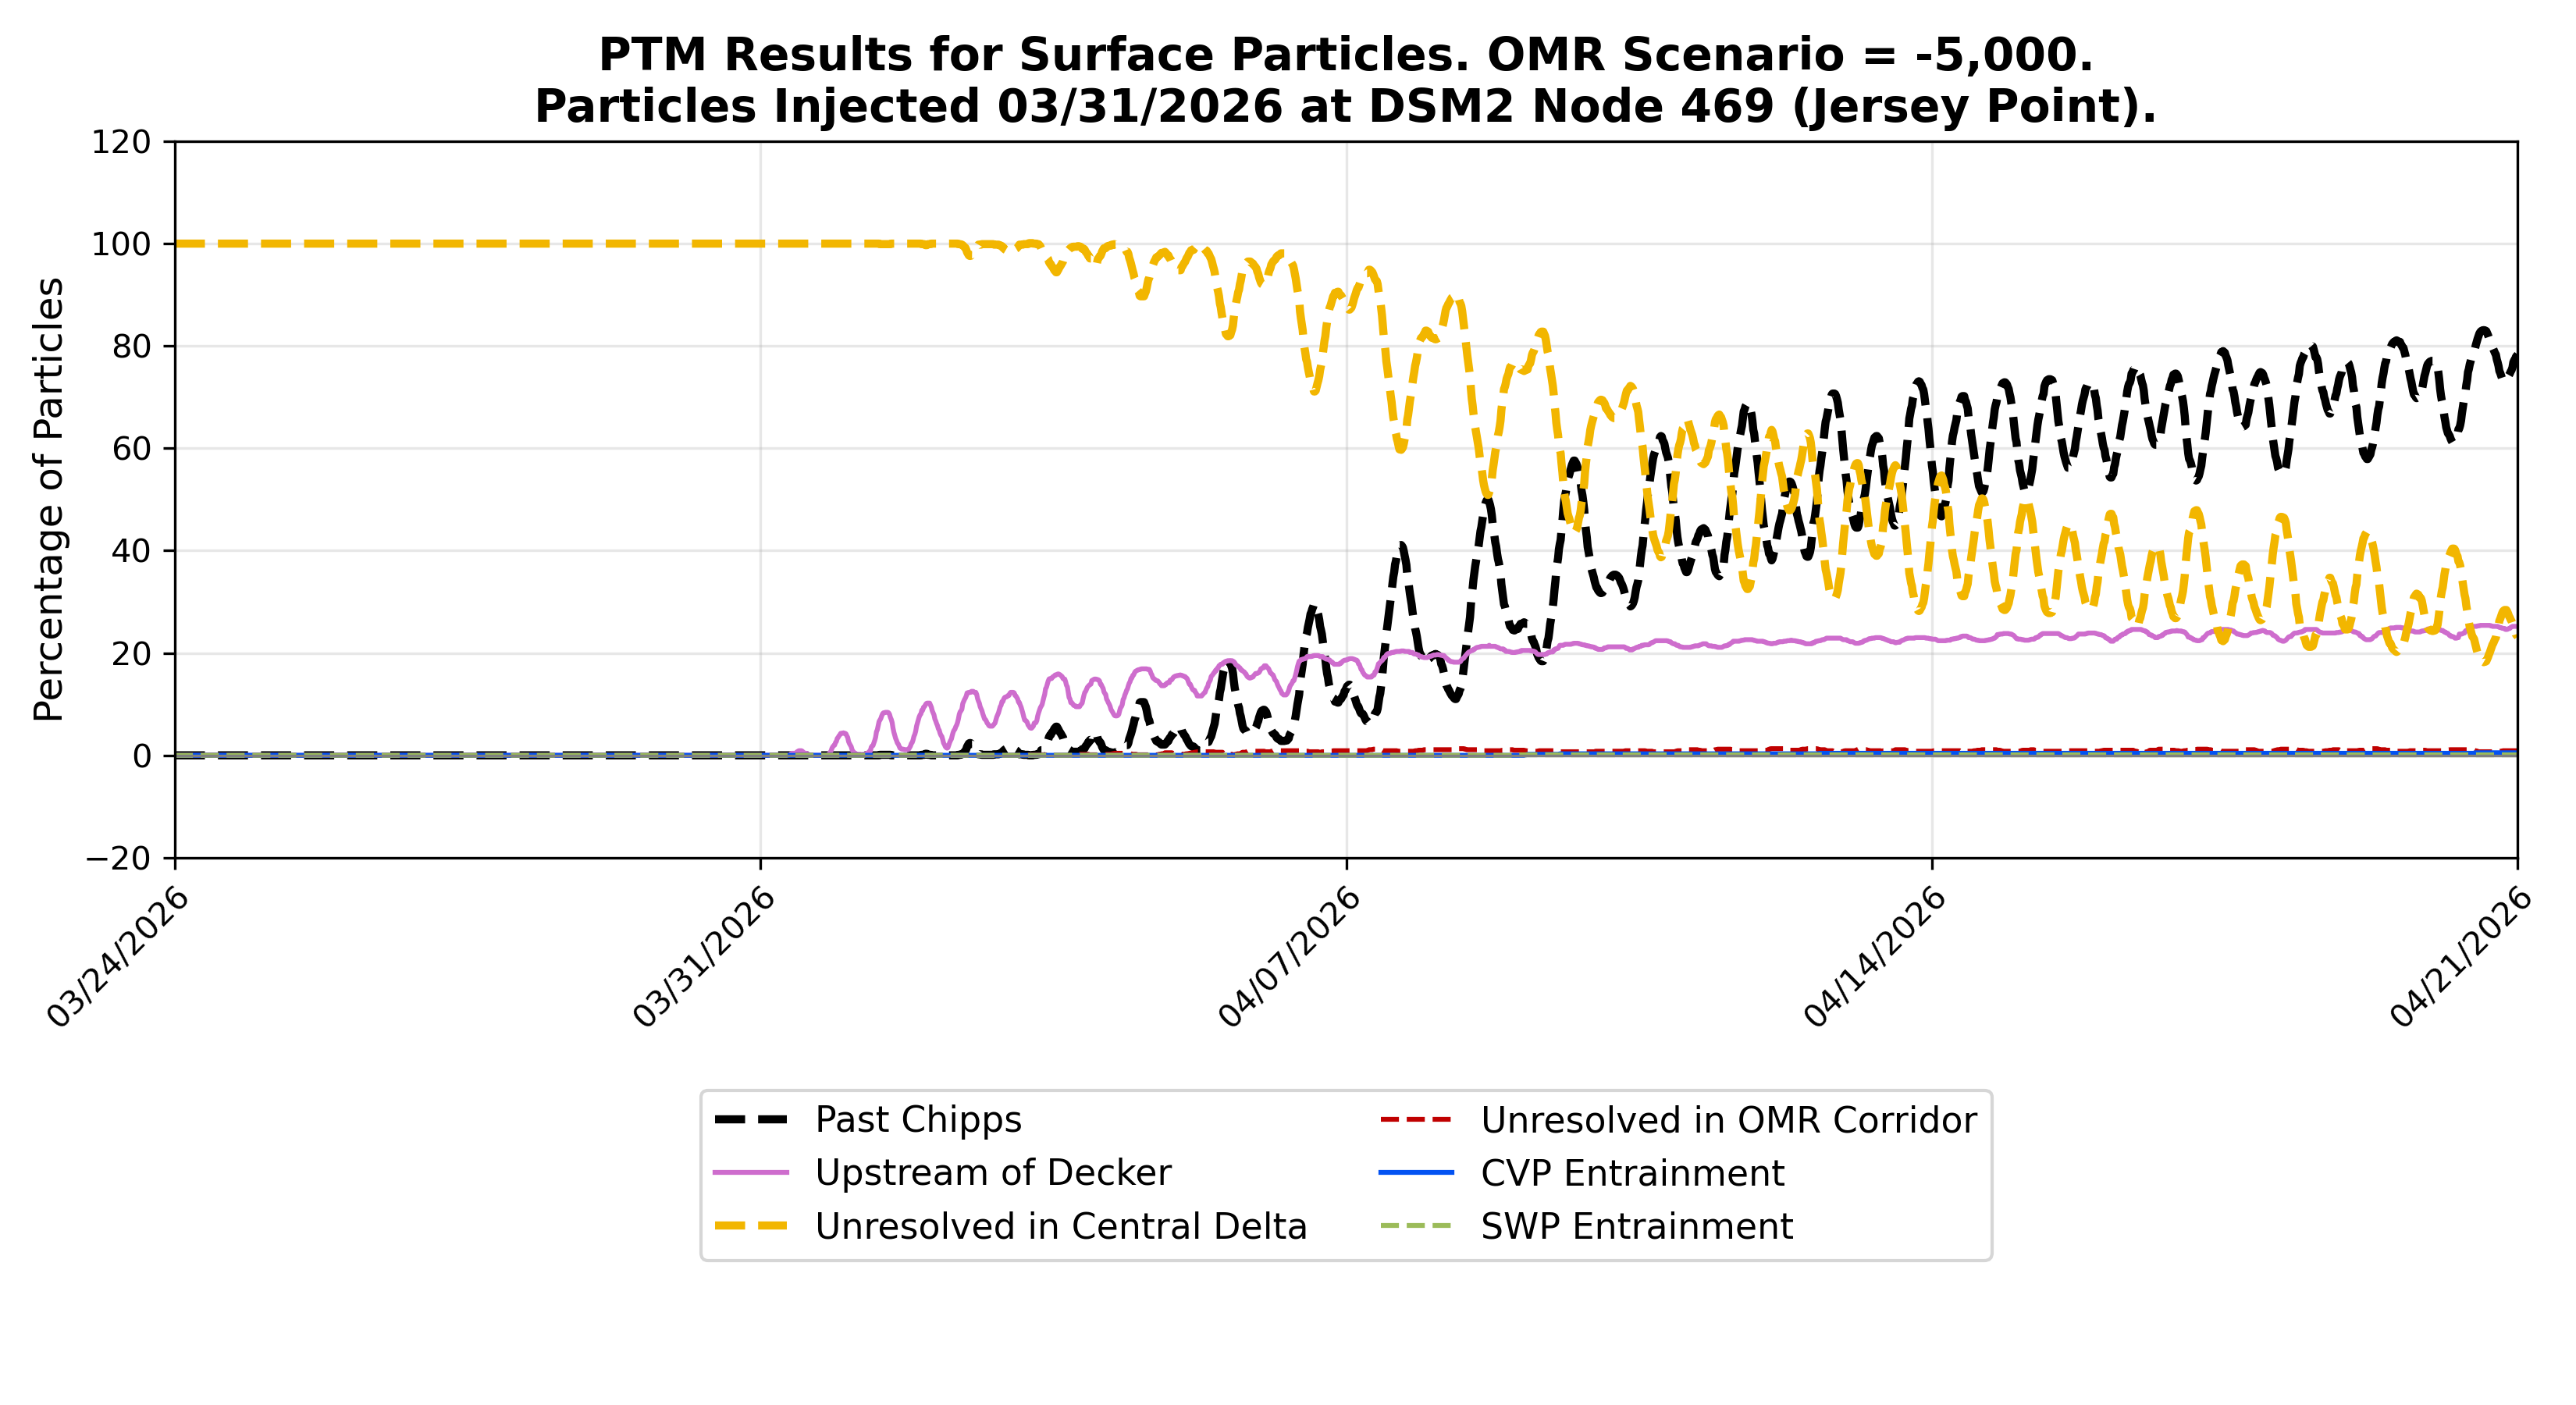 PTM Results for Surface Particles. OMR Scenario = -5,000.
Particles Injected 03/31/2026 at DSM2 Node 469 (Jersey Point).
Percentage of Particles
120
100
80
60
40
20
0
−20
03/24/2026
03/31/2026
04/07/2026
04/14/2026
04/21/2026
Past Chipps
Upstream of Decker
Unresolved in Central Delta
Unresolved in OMR Corridor
CVP Entrainment
SWP Entrainment